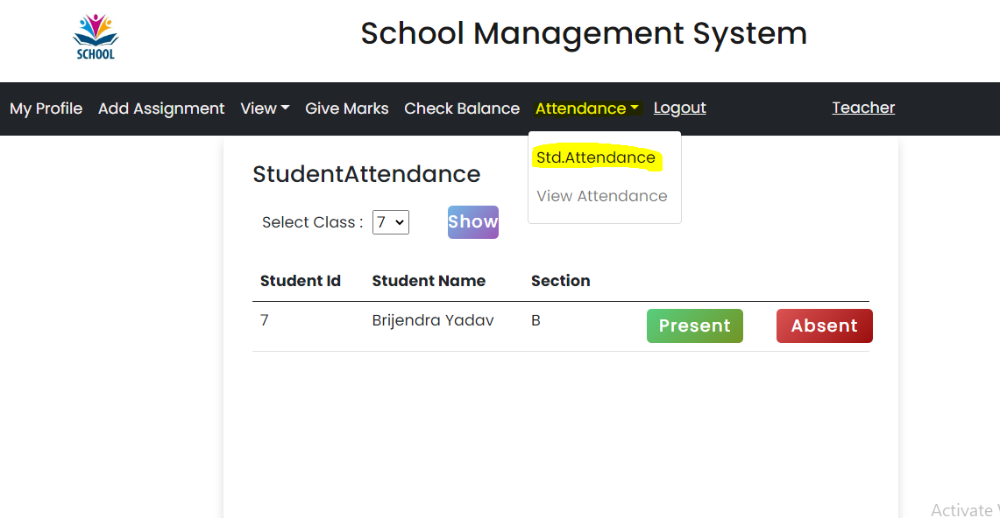 SCHOOL
School Management System
My Profile Add Assignment View Give Marks Check Balance Attendance Logout Teacher
Std.Attendance
View Attendance
StudentAttendance
Select Class : 7 Show
Student Id Student Name Section
7 Brijendra Yadav B Present Absent
Activate